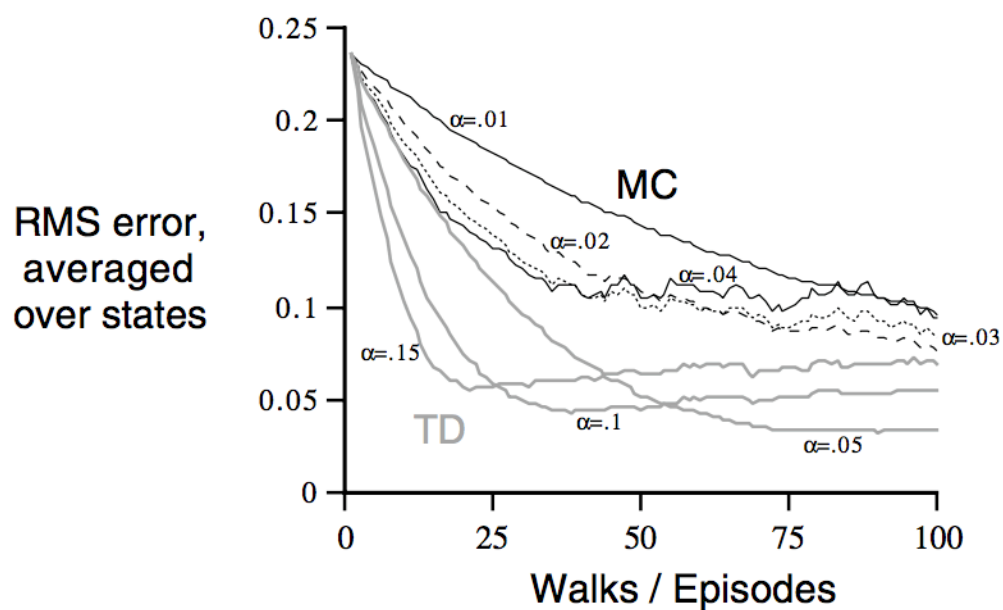 RMS error,
averaged
over states
0.25
0.2
0.15
0.1
0.05
0
α=.01
MC
α=.02
α=.04
α=.03
α=.15
TD
α=.1
α=.05
0
25
50
75
100
Walks / Episodes